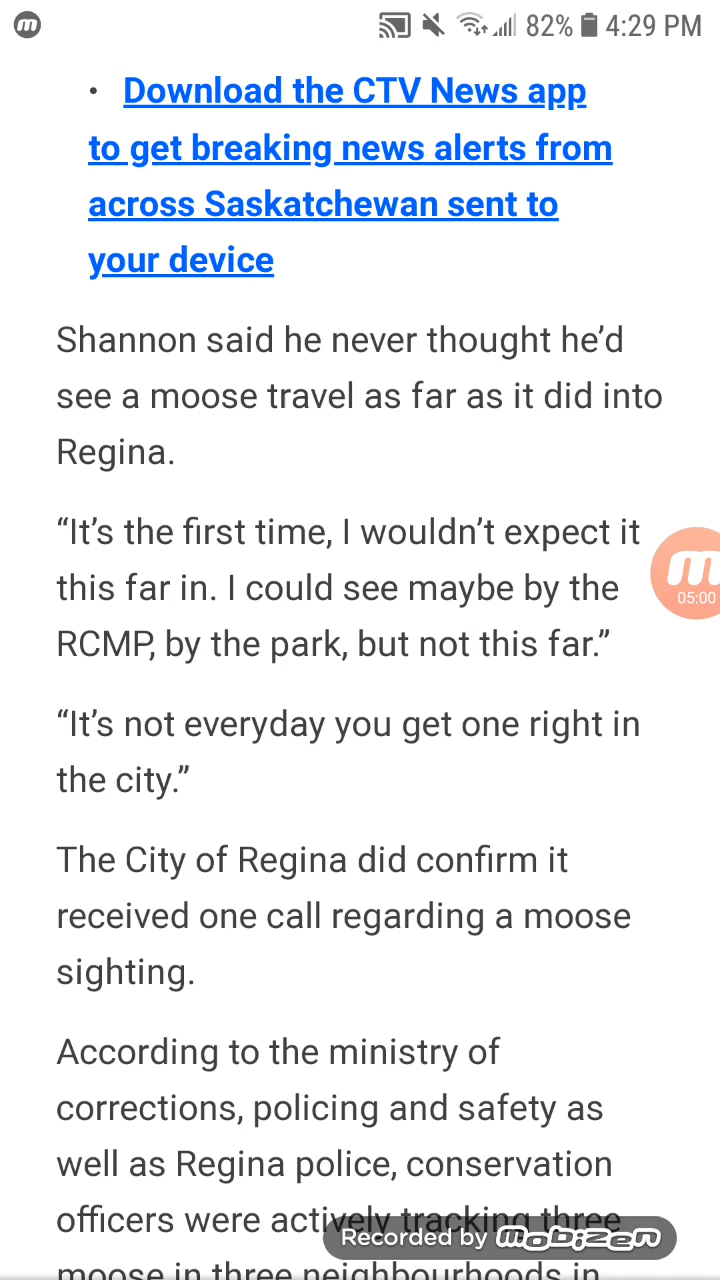 82% 4:29 PM
· Download the CTV News app
to get breaking news alerts from
across Saskatchewan sent to
your device
Shannon said he never thought he’d
see a moose travel as far as it did into
Regina.
“It’s the first time, I wouldn’t expect it
this far in. I could see maybe by the
RCMP, by the park, but not this far.”
m
05:00
“It’s not everyday you get one right in
the city.”
The City of Regina did confirm it
received one call regarding a moose
sighting.
According to the ministry of
corrections, policing and safety as
well as Regina police, conservation
officers were actively tracking three
Recorded by mobizen
moose in three neighbourhoods in